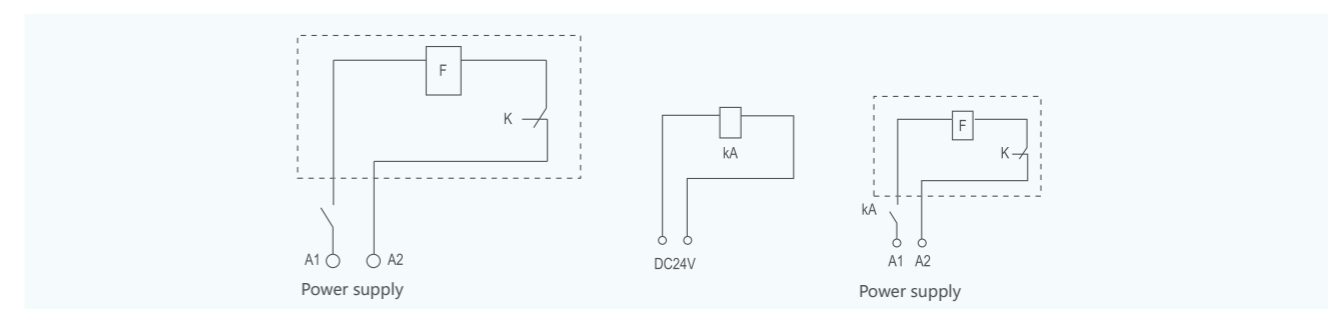 F
K
A1
A2
Power supply
kA
DC24V
F
K
kA
A1 A2
Power supply